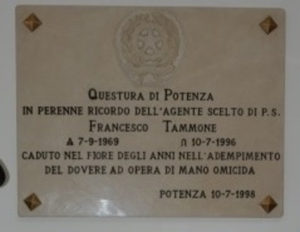 QUESTURA DI POTENZA
IN PERENNE RICORDO DELL'AGENTE SCELTO DI P.S.
FRANCESCO TAMMONE
7-9-1969 10-7-1996
CADUTO NEL FIORE DEGLI ANNI NELL'ADEMPIMENTO
DEL DOVERE AD OPERA DI MANO OMICIDA
POTENZA 10-7-1998